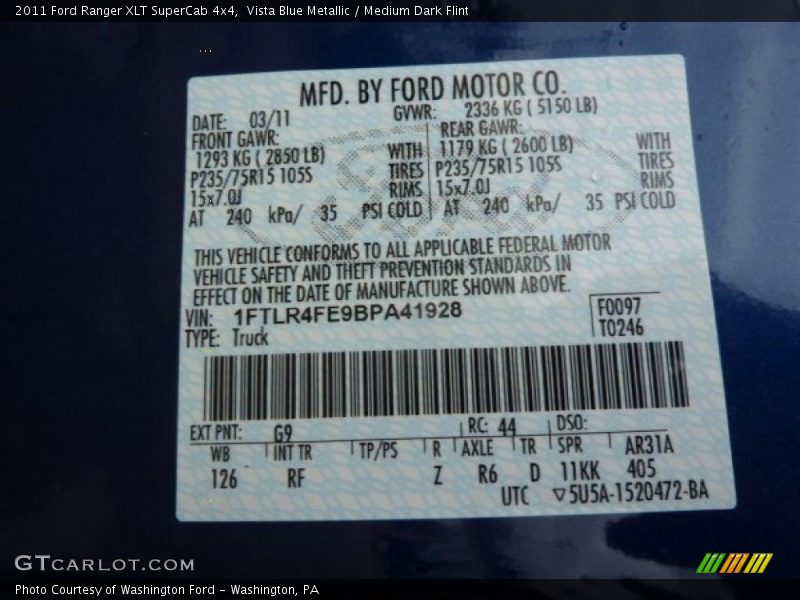 2011 Ford Ranger XLT SuperCab 4x4,  Vista Blue Metallic / Medium Dark Flint
MFD. BY FORD MOTOR CO.
DATE: 03/11 GVWR: 2336 KG ( 5150 LB)
FRONT GAWR: REAR GAWR:
1293 KG ( 2850 LB) WITH 1179 KG ( 2600 LB) WITH
P235/75R15 105S TIRES P235/75R15 105S TIRES
15x7.0J RIMS 15x7.0J RIMS
AT 240 kPa/ 35 PSI COLD AT 240 kPa/ 35 PSI COLD
THIS VEHICLE CONFORMS TO ALL APPLICABLE FEDERAL MOTOR
VEHICLE SAFETY AND THEFT PREVENTION STANDARDS IN
EFFECT ON THE DATE OF MANUFACTURE SHOWN ABOVE.
VIN: 1FTLR4FE9BPA41928 F0097
TYPE: Truck T0246
EXT PNT: G9 RC: 44 DSO:
WB INT TR TP/PS R AXLE TR SPR AR31A
126 RF Z R6 D 11KK 405
UTC ▽5U5A-1520472-BA
GTCARLOT.COM
Photo Courtesy of Washington Ford - Washington, PA